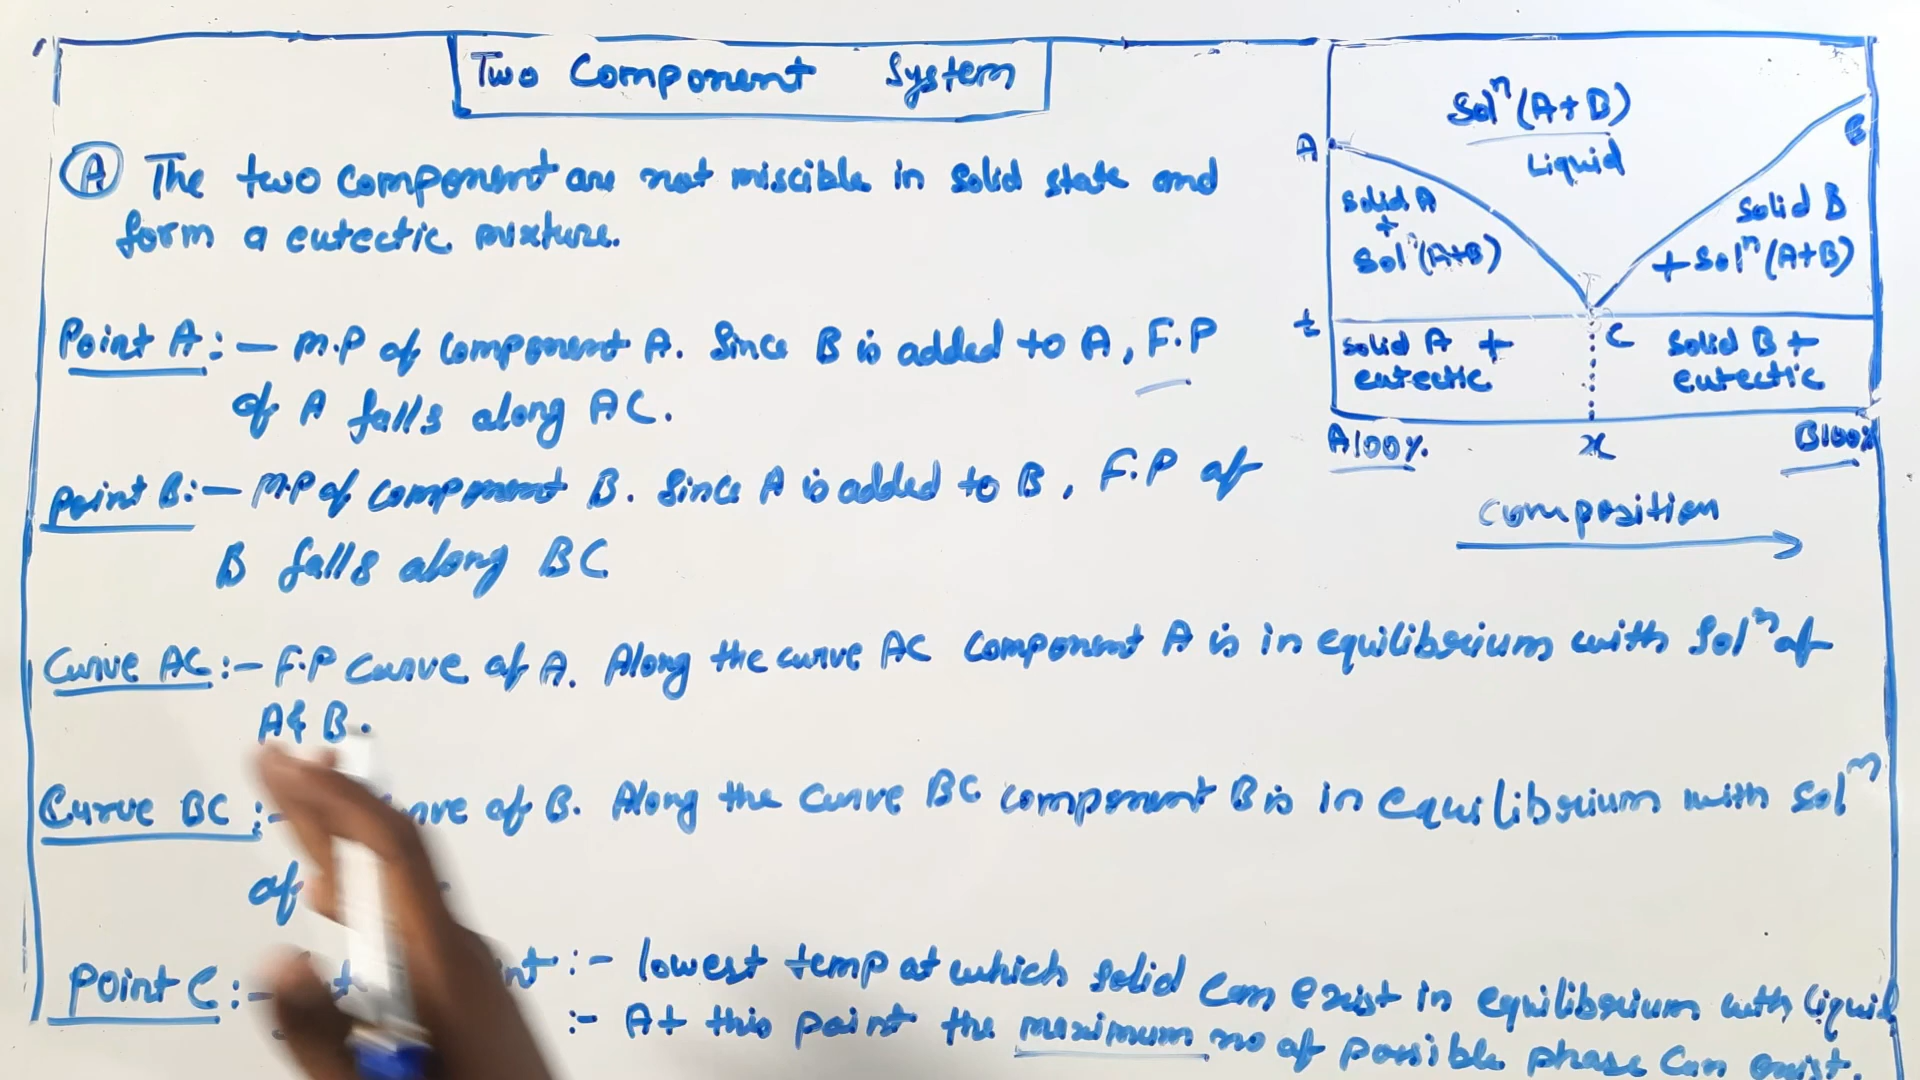 Two Component System
A The two component are not miscible in solid state and
form a eutectic mixture.
Point A :- M.P of component A. Since B is added to A, F.P
of A falls along AC.
Point B :- M.P of component B. Since A is added to B, F.P of
B falls along BC
Curve AC :- F.P curve of A. Along the curve AC component A is in equilibrium with solⁿ of
A & B.
Curve BC :- of B. Along the curve BC component B is in equilibrium with solⁿ
of
Point C :- :- lowest temp at which solid can exist in equilibrium with liquid
:- At this point the maximum no of possible phase can exist.
Solⁿ (A+B)
Liquid
A
B
solid A
+
Solⁿ (A+B)
solid B
+ Solⁿ (A+B)
t
C
solid A +
eutectic
solid B +
eutectic
A 100%
x
B 100%
composition